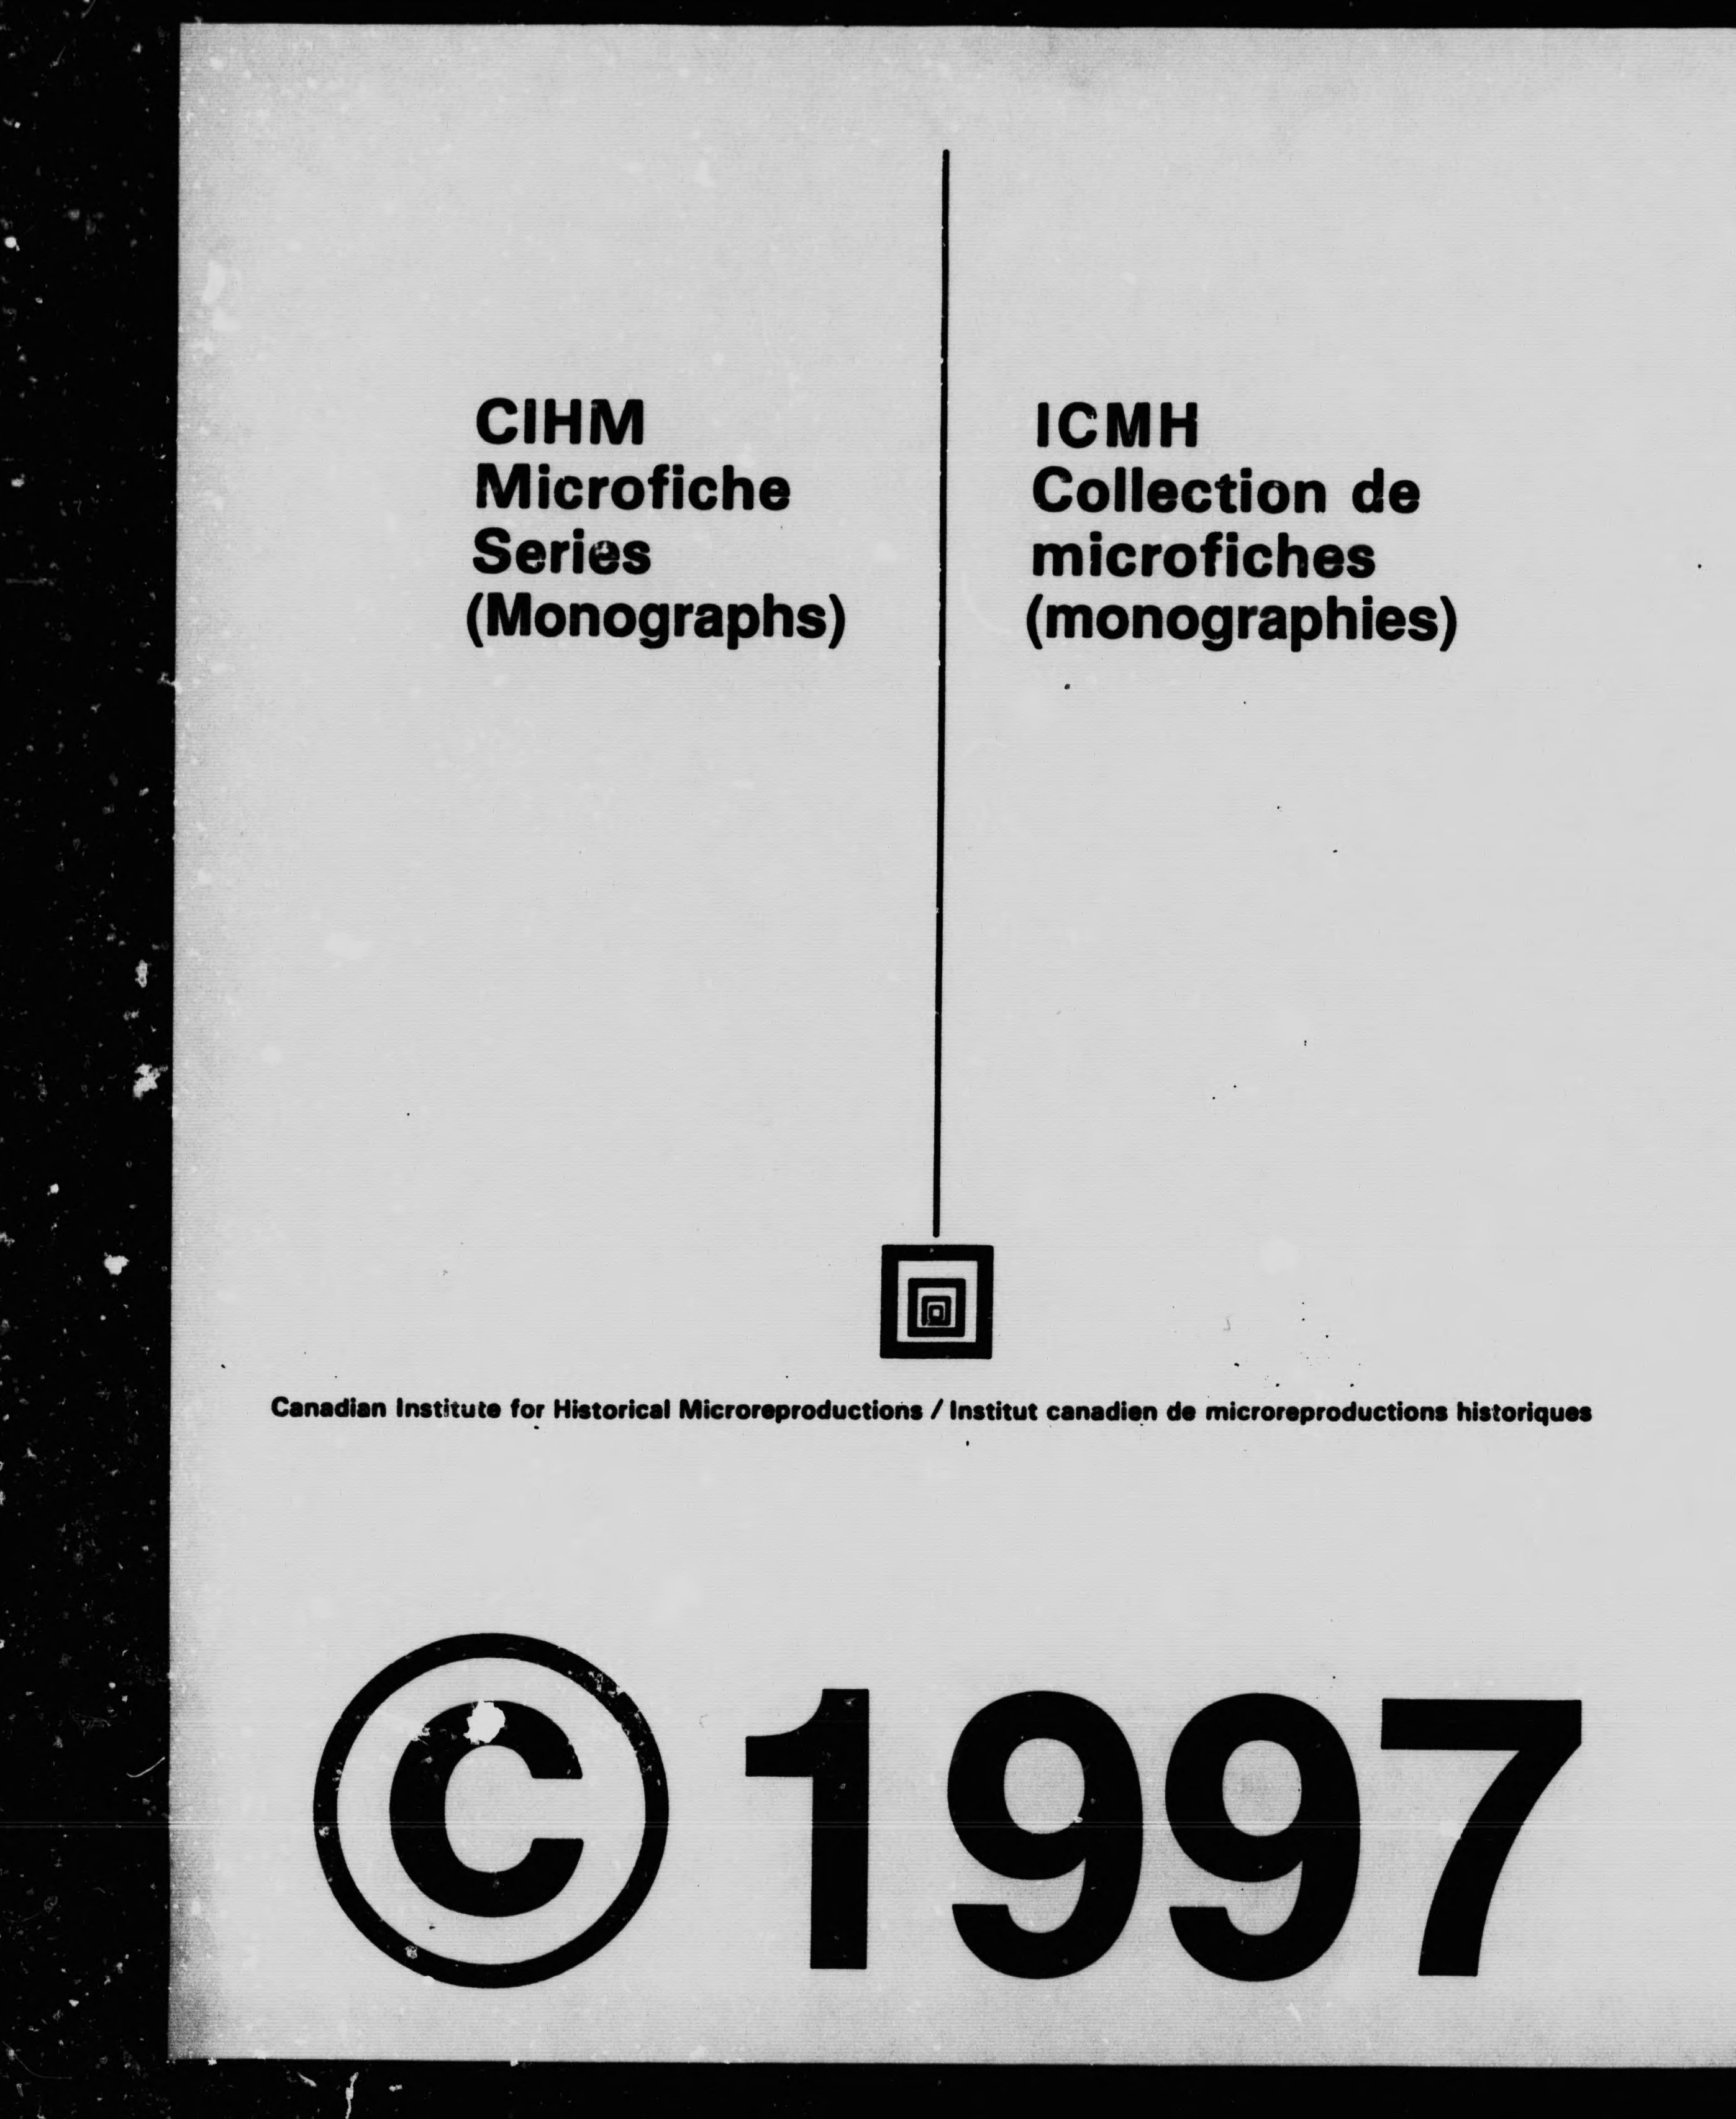 CIHM
Microfiche
Series
(Monographs)
ICMH
Collection de
microfiches
(monographies)
Canadian Institute for Historical Microreproductions / Institut canadien de microreproductions historiques
© 1997